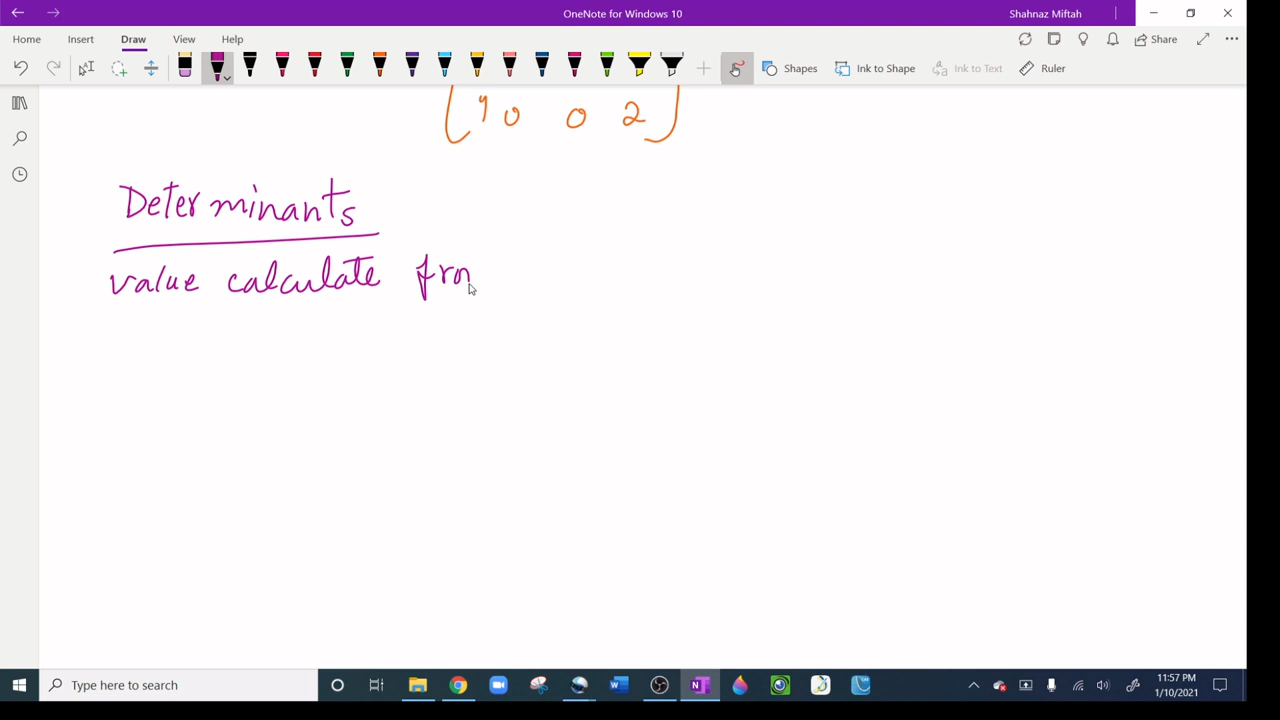 OneNote for Windows 10
Shahnaz Miftah
Home Insert Draw View Help
Share
Shapes
Ink to Shape
Ink to Text
Ruler
0 0 2
Determinants
value calculate fro
Type here to search
11:57 PM
1/10/2021